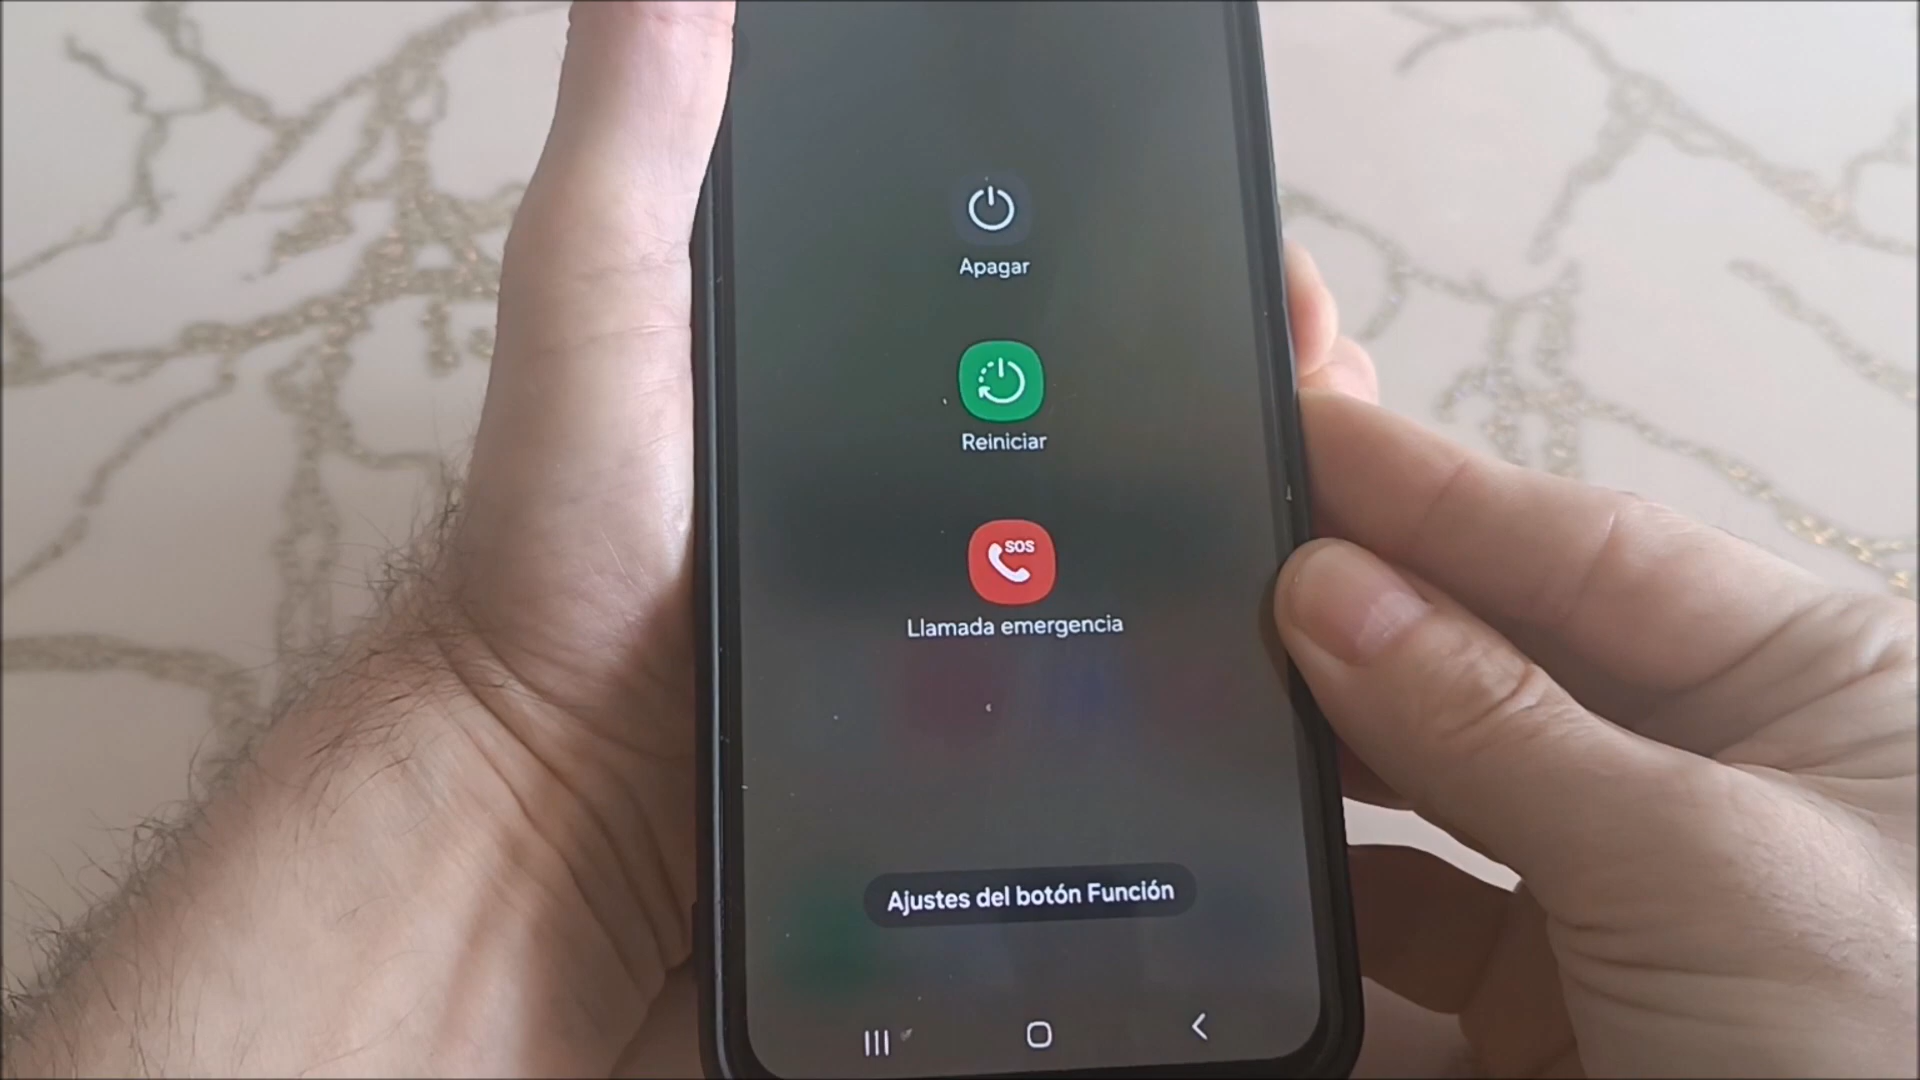 Apagar
Reiniciar
SOS
Llamada emergencia
Ajustes del botón Función